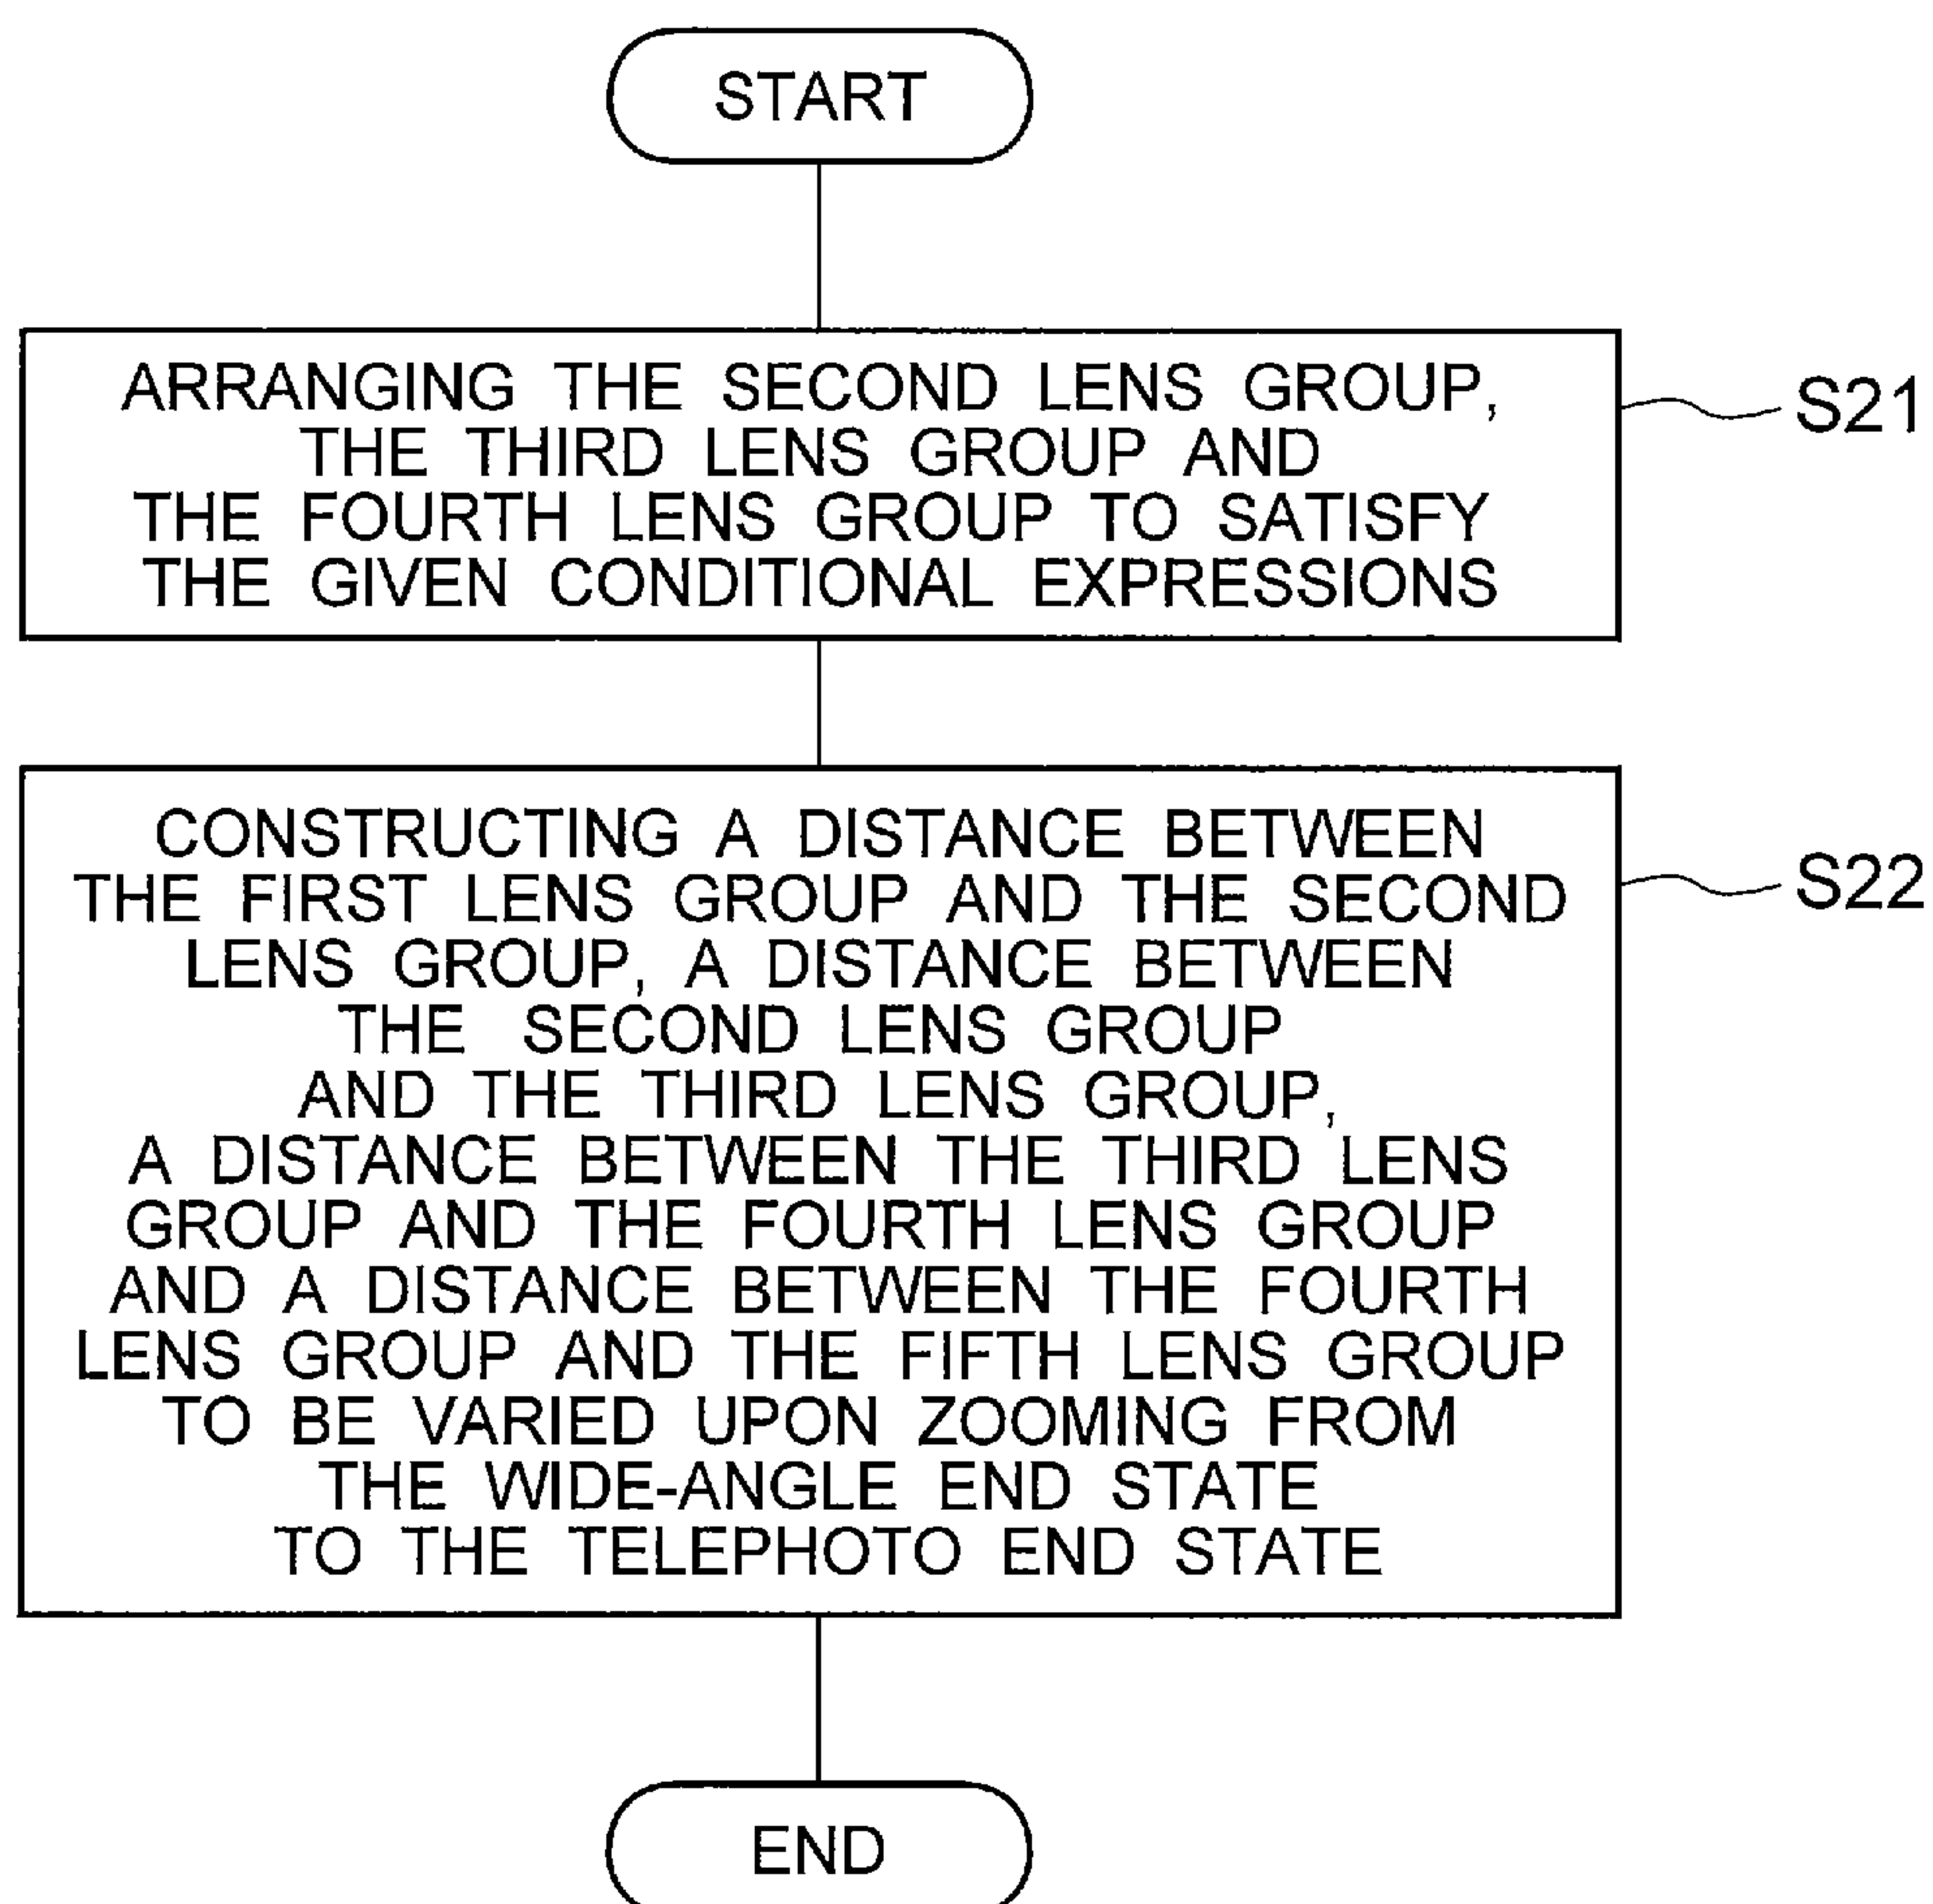 START
ARRANGING THE SECOND LENS GROUP,
THE THIRD LENS GROUP AND
THE FOURTH LENS GROUP TO SATISFY
THE GIVEN CONDITIONAL EXPRESSIONS
S21
CONSTRUCTING A DISTANCE BETWEEN
THE FIRST LENS GROUP AND THE SECOND
LENS GROUP, A DISTANCE BETWEEN
THE SECOND LENS GROUP
AND THE THIRD LENS GROUP,
A DISTANCE BETWEEN THE THIRD LENS
GROUP AND THE FOURTH LENS GROUP
AND A DISTANCE BETWEEN THE FOURTH
LENS GROUP AND THE FIFTH LENS GROUP
TO BE VARIED UPON ZOOMING FROM
THE WIDE-ANGLE END STATE
TO THE TELEPHOTO END STATE
S22
END